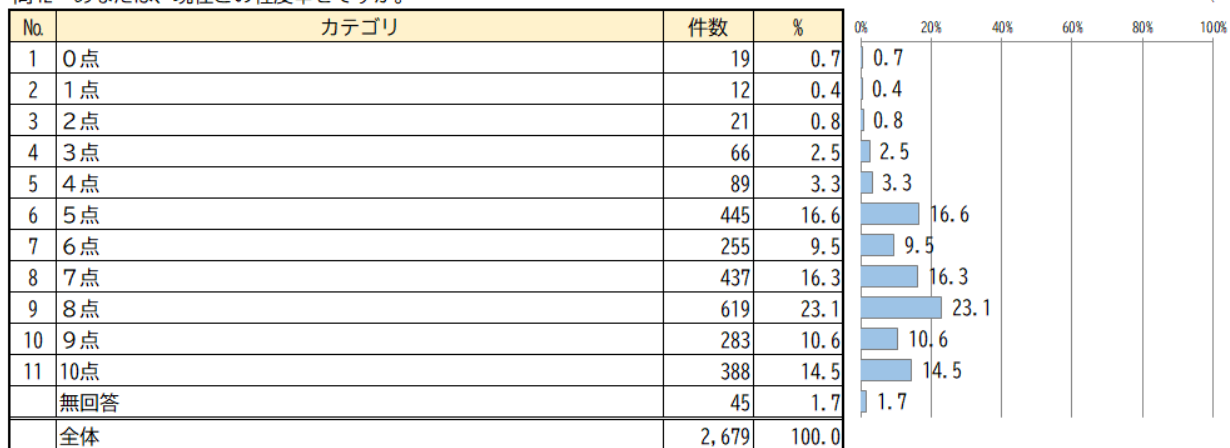 No. カテゴリ 件数 % 0% 20% 40% 60% 80% 100%
1 0点 19 0.7 0.7
2 1点 12 0.4 0.4
3 2点 21 0.8 0.8
4 3点 66 2.5 2.5
5 4点 89 3.3 3.3
6 5点 445 16.6 16.6
7 6点 255 9.5 9.5
8 7点 437 16.3 16.3
9 8点 619 23.1 23.1
10 9点 283 10.6 10.6
11 10点 388 14.5 14.5
無回答 45 1.7 1.7
全体 2,679 100.0